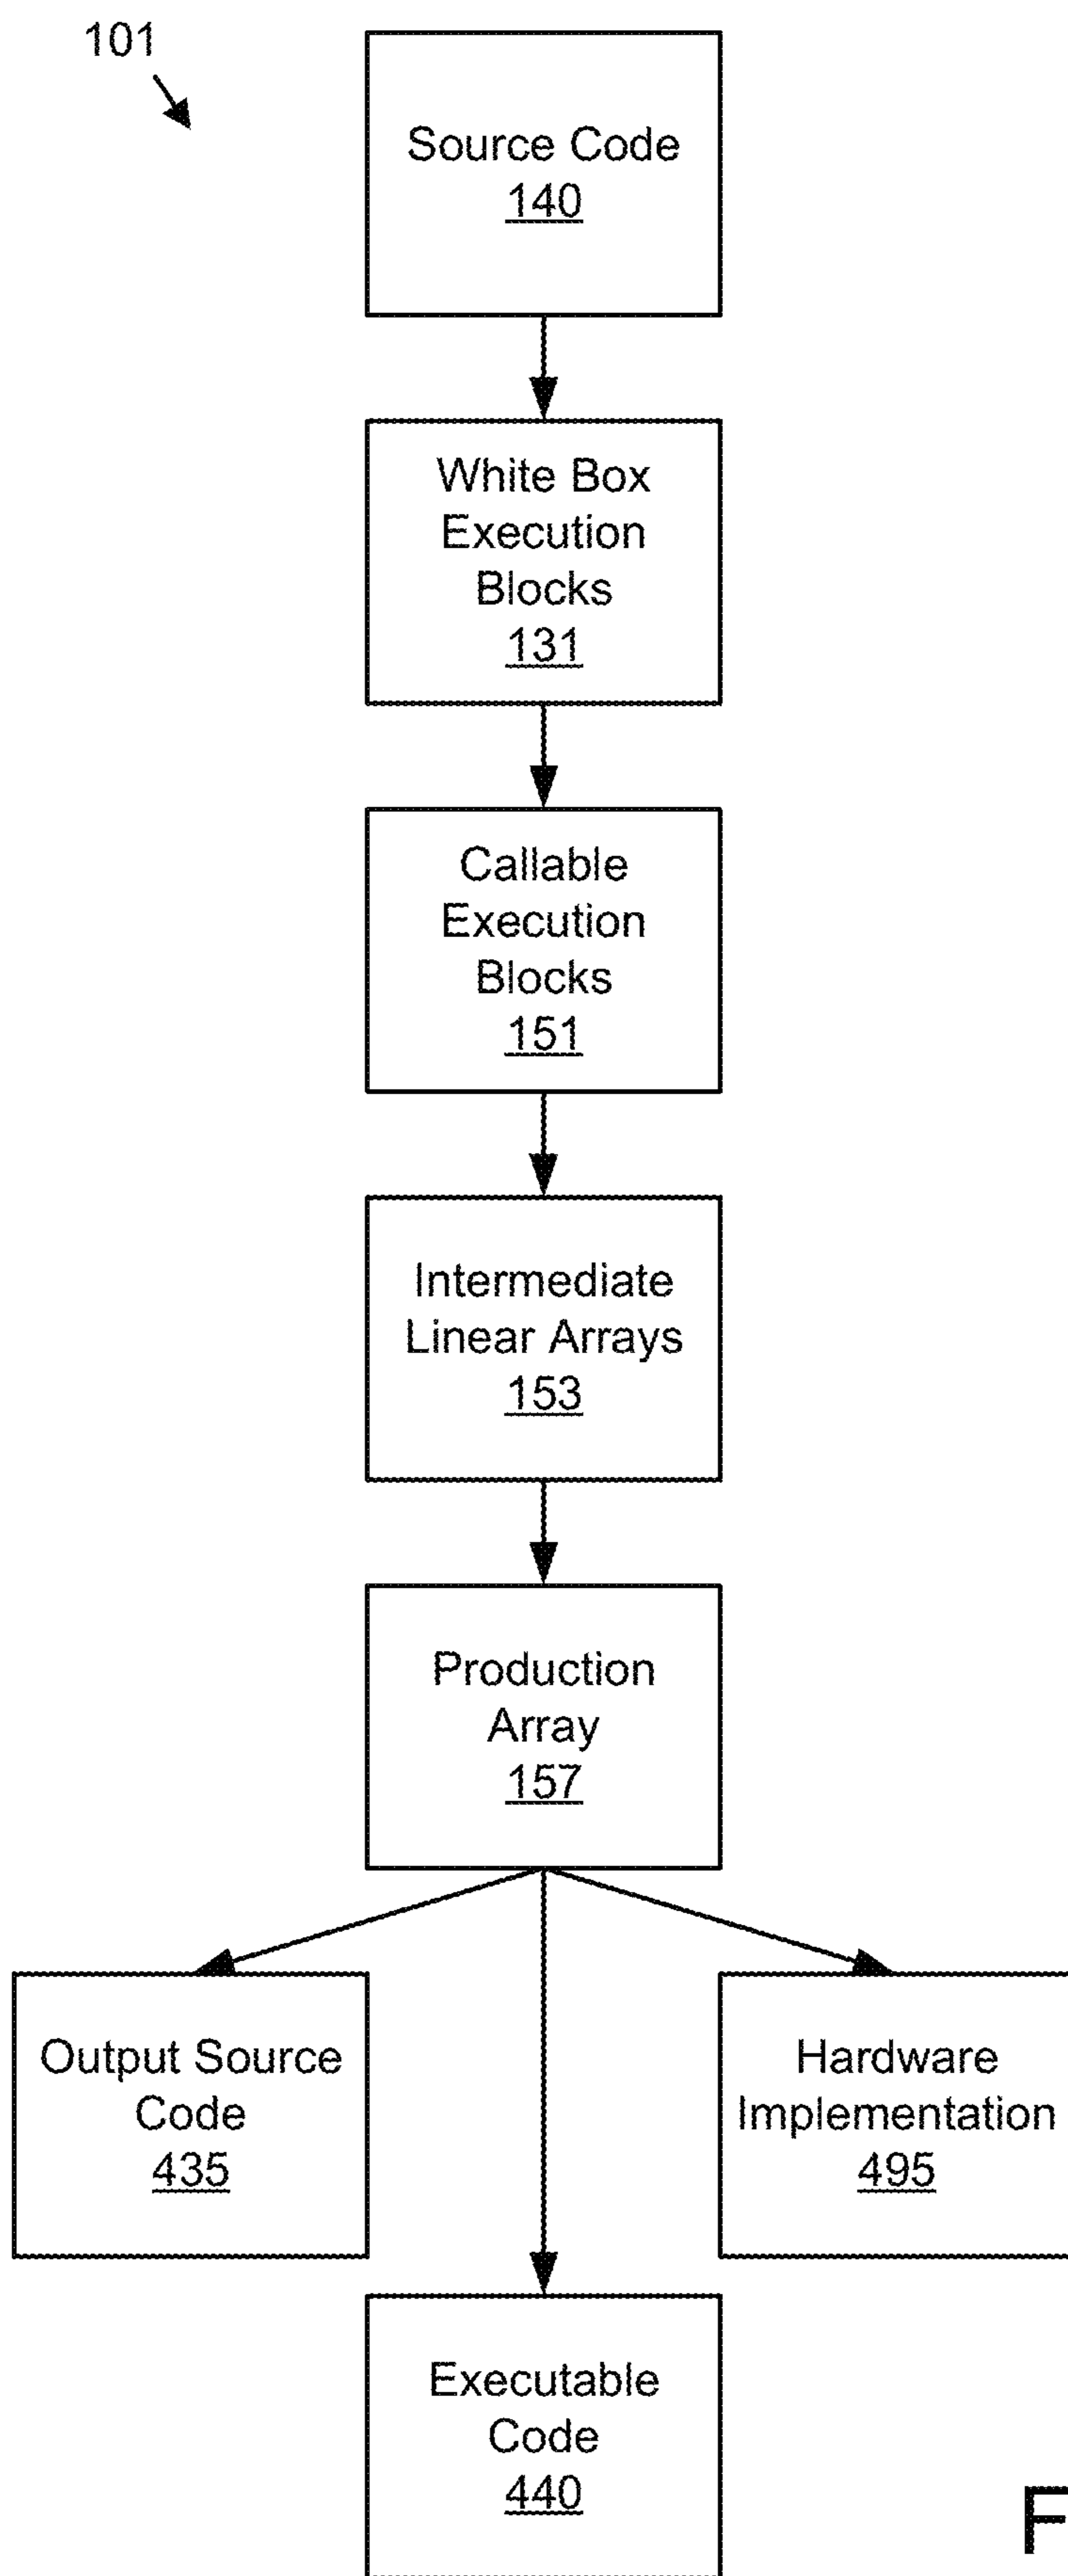 101
Source Code
140
White Box
Execution
Blocks
131
Callable
Execution
Blocks
151
Intermediate
Linear Arrays
153
Production
Array
157
Output Source
Code
435
Hardware
Implementation
495
Executable
Code
440
F